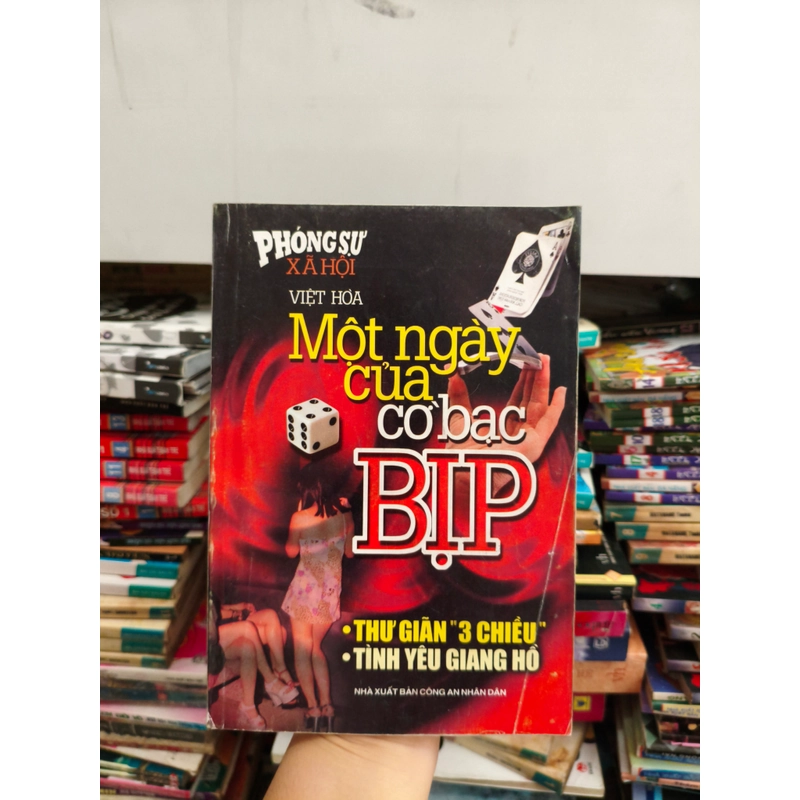 PHÓNG SỰ
XÃ HỘI
VIỆT HÓA
Một ngày
của
cờ bạc
BỊP
• THƯ GIÃN "3 CHIỀU"
• TÌNH YÊU GIANG HỒ
NHÀ XUẤT BẢN CÔNG AN NHÂN DÂN